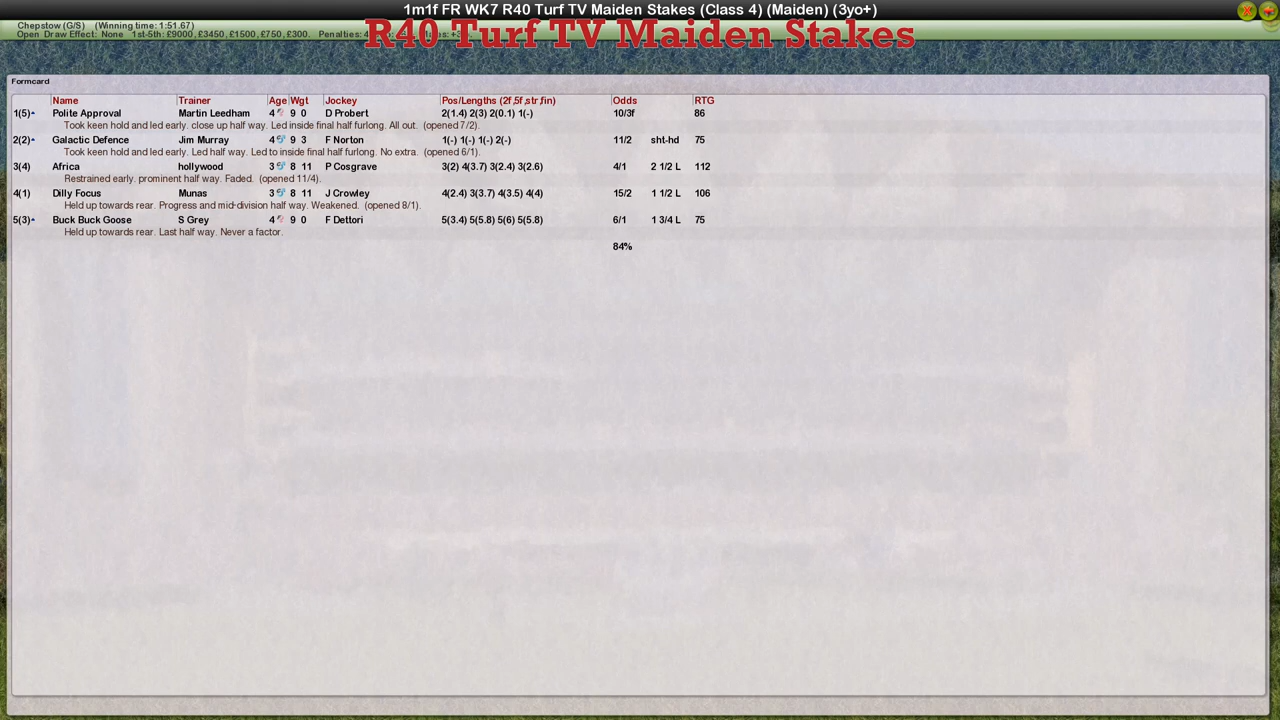 1m1f FR WK7 R40 Turf TV Maiden Stakes (Class 4) (Maiden) (3yo+)
Chepstow (G/S) (Winning time: 1:51.67)
R40 Turf TV Maiden Stakes
Open Draw Effect: None 1st-5th: £9000, £3450, £1500, £750, £300. Penalties:
Formcard
Name Trainer Age Wgt Jockey Pos/Lengths (2f,5f,str,fin) Odds RTG
1(5) Polite Approval Martin Leedham 4 9 0 D Probert 2(1.4) 2(3) 2(0.1) 1(-) 10/3f 86
Took keen hold and led early. close up half way. Led inside final half furlong. All out. (opened 7/2).
2(2) Galactic Defence Jim Murray 4 9 3 F Norton 1(-) 1(-) 1(-) 2(-) 11/2 sht-hd 75
Took keen hold and led early. Led half way. Led to inside final half furlong. No extra. (opened 6/1).
3(4) Africa hollywood 3 8 11 P Cosgrave 3(2) 4(3.7) 3(2.4) 3(2.6) 4/1 2 1/2 L 112
Restrained early. prominent half way. Faded. (opened 11/4).
4(1) Dilly Focus Munas 3 8 11 J Crowley 4(2.4) 3(3.7) 4(3.5) 4(4) 15/2 1 1/2 L 106
Held up towards rear. Progress and mid-division half way. Weakened. (opened 8/1).
5(3) Buck Buck Goose S Grey 4 9 0 F Dettori 5(3.4) 5(5.8) 5(6) 5(5.8) 6/1 1 3/4 L 75
Held up towards rear. Last half way. Never a factor.
84%